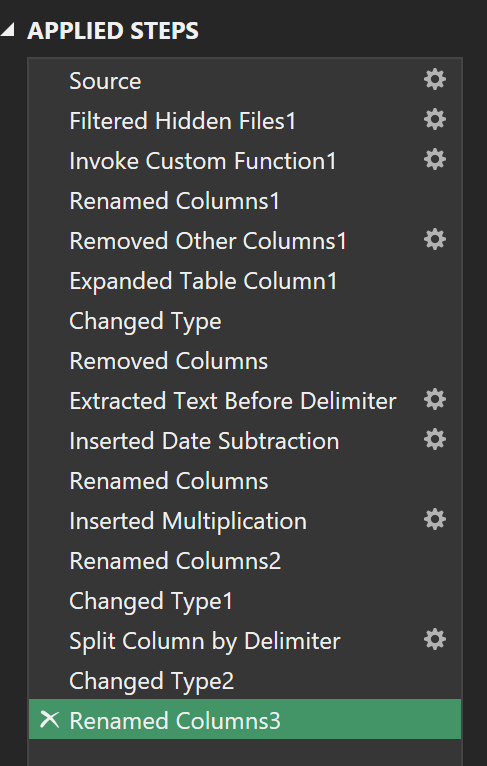 APPLIED STEPS
Source
Filtered Hidden Files1
Invoke Custom Function1
Renamed Columns1
Removed Other Columns1
Expanded Table Column1
Changed Type
Removed Columns
Extracted Text Before Delimiter
Inserted Date Subtraction
Renamed Columns
Inserted Multiplication
Renamed Columns2
Changed Type1
Split Column by Delimiter
Changed Type2
Renamed Columns3